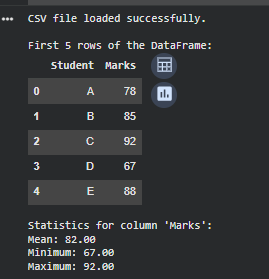 CSV file loaded successfully.
First 5 rows of the DataFrame:
Student Marks
0 A 78
1 B 85
2 C 92
3 D 67
4 E 88
Statistics for column 'Marks':
Mean: 82.00
Minimum: 67.00
Maximum: 92.00